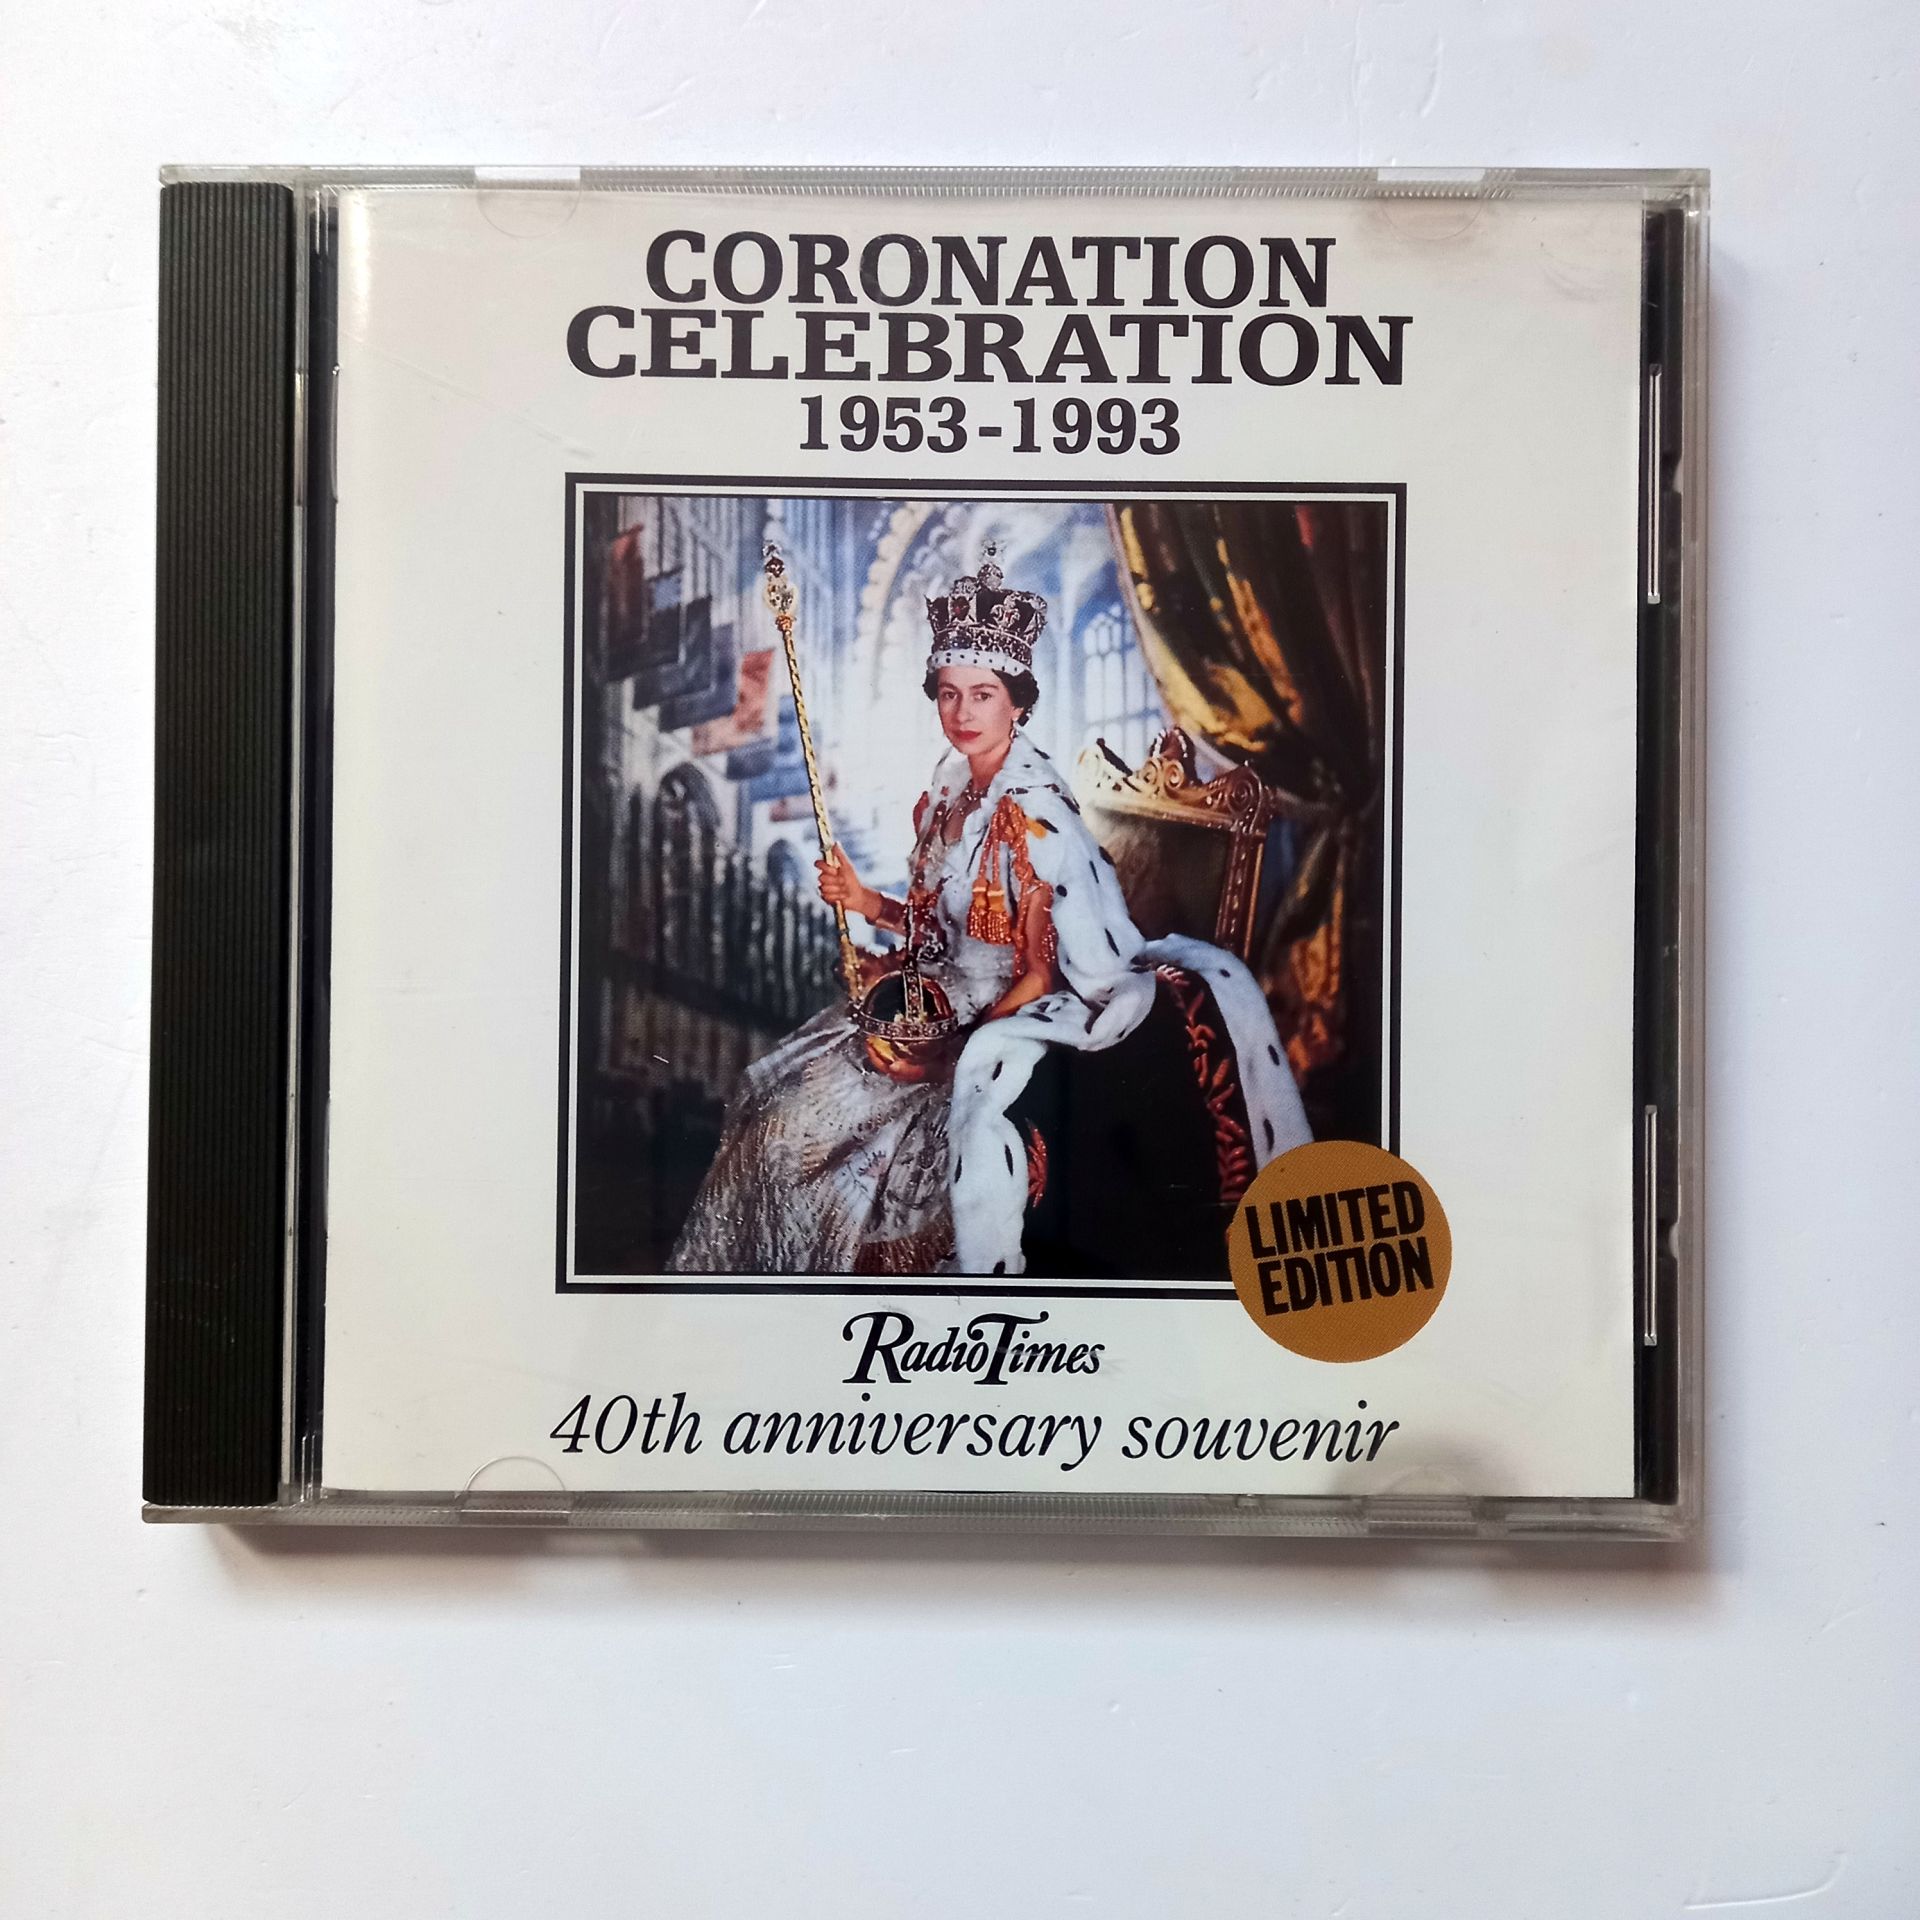 CORONATION
CELEBRATION
1953-1993
LIMITED
EDITION
RadioTimes
40th anniversary souvenir